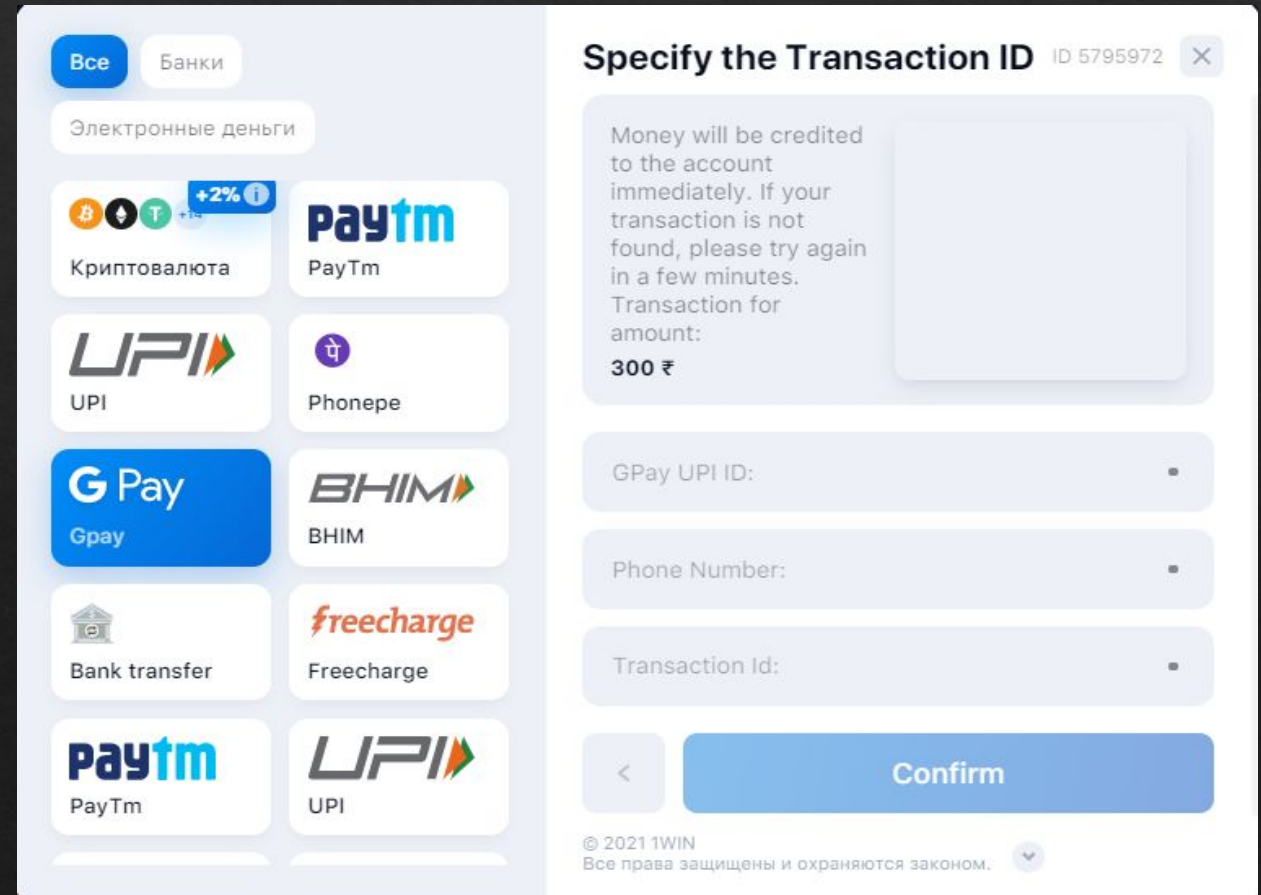 Все
Банки
Электронные деньги
+2% i
+14
Криптовалюта
paytm
PayTm
UPI
UPI
पे
Phonepe
G Pay
Gpay
BHIM
BHIM
Bank transfer
freecharge
Freecharge
paytm
PayTm
UPI
UPI
Specify the Transaction ID
ID 5795972
Money will be credited
to the account
immediately. If your
transaction is not
found, please try again
in a few minutes.
Transaction for
amount:
300 ₹
GPay UPI ID:
Phone Number:
Transaction Id:
Confirm
© 2021 1WIN
Все права защищены и охраняются законом.